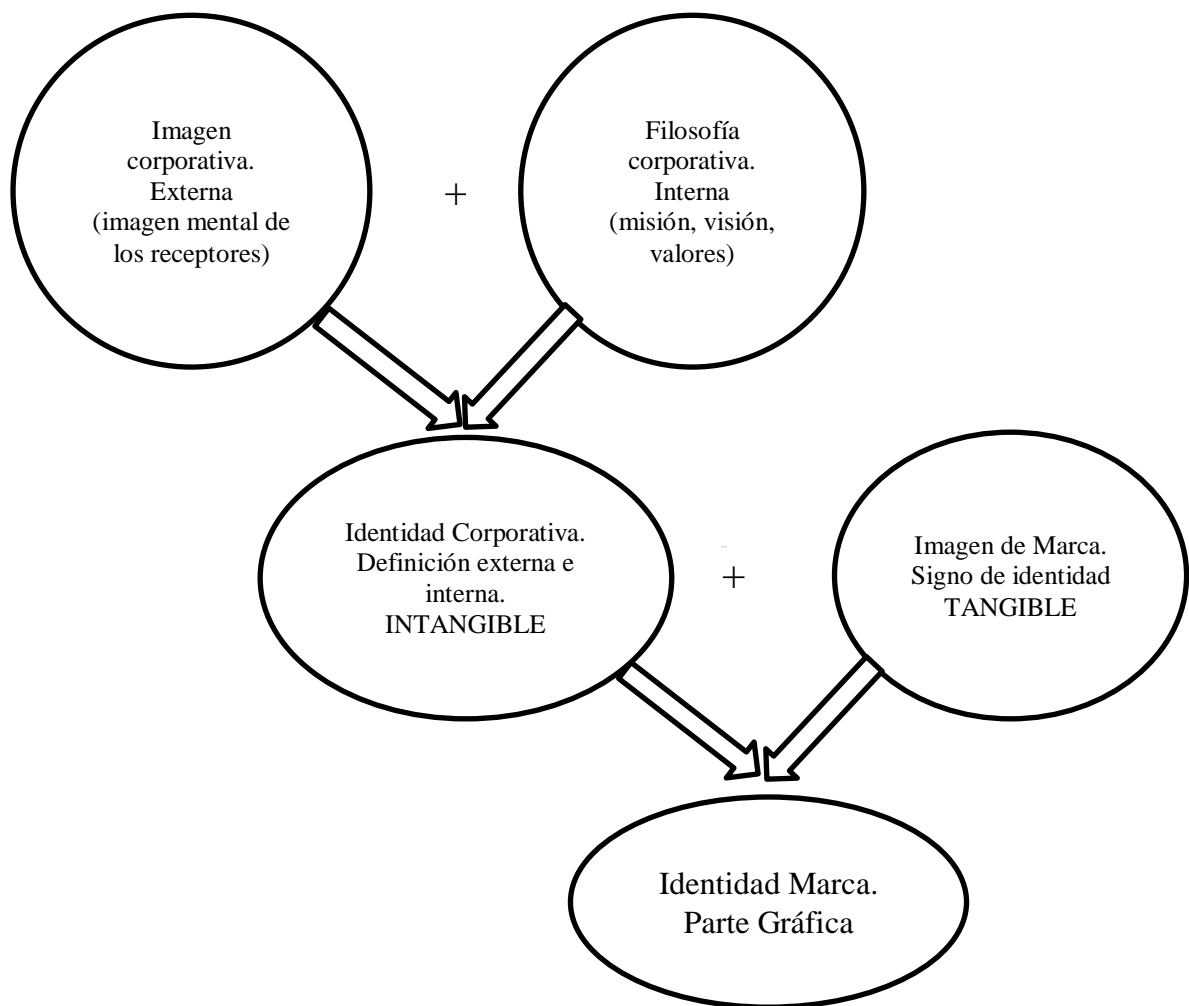 Imagen
corporativa.
Externa
(imagen mental de
los receptores)
+
Filosofía
corporativa.
Interna
(misión, visión,
valores)
Identidad Corporativa.
Definición externa e
interna.
INTANGIBLE
+
Imagen de Marca.
Signo de identidad
TANGIBLE
Identidad Marca.
Parte Gráfica